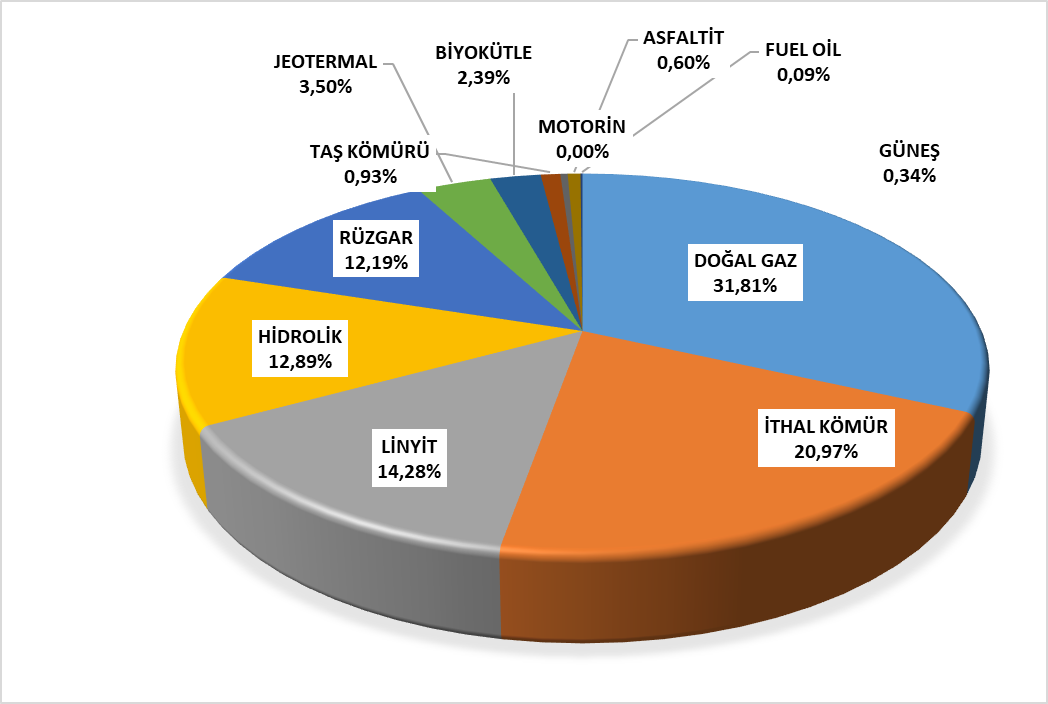 ASFALTİT
0,60%
FUEL OİL
0,09%
BİYOKÜTLE
2,39%
JEOTERMAL
3,50%
MOTORİN
0,00%
TAŞ KÖMÜRÜ
0,93%
GÜNEŞ
0,34%
RÜZGAR
12,19%
DOĞAL GAZ
31,81%
HİDROLİK
12,89%
İTHAL KÖMÜR
20,97%
LİNYİT
14,28%